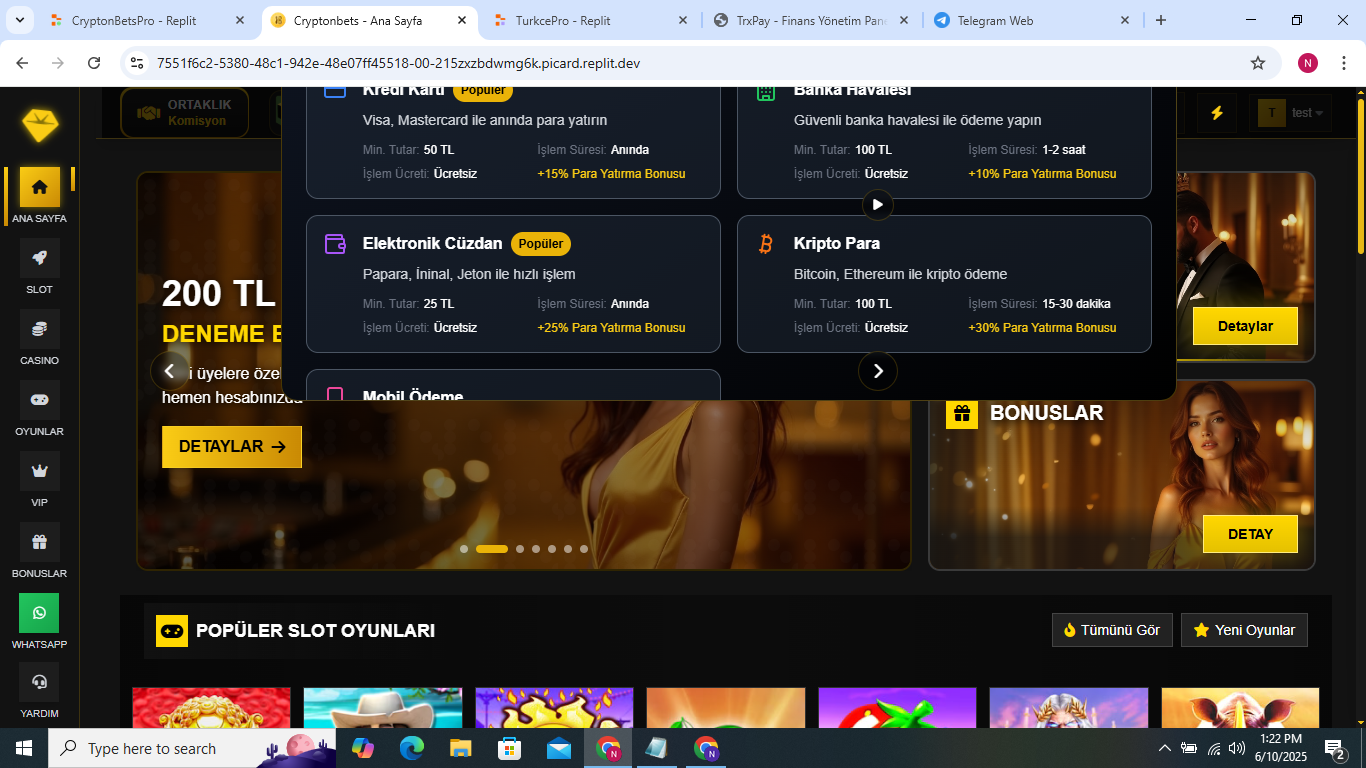 CryptonBetsPro - Replit
Cryptonbets - Ana Sayfa
TurkcePro - Replit
TrxPay - Finans Yönetim Pane
Telegram Web
7551f6c2-5380-48c1-942e-48e07ff45518-00-215zxzbdwmg6k.picard.replit.dev
N
ORTAKLIK
Komisyon
T
test
ANA SAYFA
SLOT
CASINO
OYUNLAR
VIP
BONUSLAR
WHATSAPP
YARDIM
Kredi Kartı Popüler
Visa, Mastercard ile anında para yatırın
Min. Tutar: 50 TL İşlem Süresi: Anında
İşlem Ücreti: Ücretsiz +15% Para Yatırma Bonusu
Banka Havalesi
Güvenli banka havalesi ile ödeme yapın
Min. Tutar: 100 TL İşlem Süresi: 1-2 saat
İşlem Ücreti: Ücretsiz +10% Para Yatırma Bonusu
Elektronik Cüzdan Popüler
Papara, İninal, Jeton ile hızlı işlem
Min. Tutar: 25 TL İşlem Süresi: Anında
İşlem Ücreti: Ücretsiz +25% Para Yatırma Bonusu
Kripto Para
Bitcoin, Ethereum ile kripto ödeme
Min. Tutar: 100 TL İşlem Süresi: 15-30 dakika
İşlem Ücreti: Ücretsiz +30% Para Yatırma Bonusu
Mobil Ödeme
200 TL
DENEME
üyelere öze
hemen hesabınızda
DETAYLAR
Detaylar
BONUSLAR
DETAY
POPÜLER SLOT OYUNLARI
Tümünü Gör
Yeni Oyunlar
Type here to search
N
N
1:22 PM
6/10/2025
2